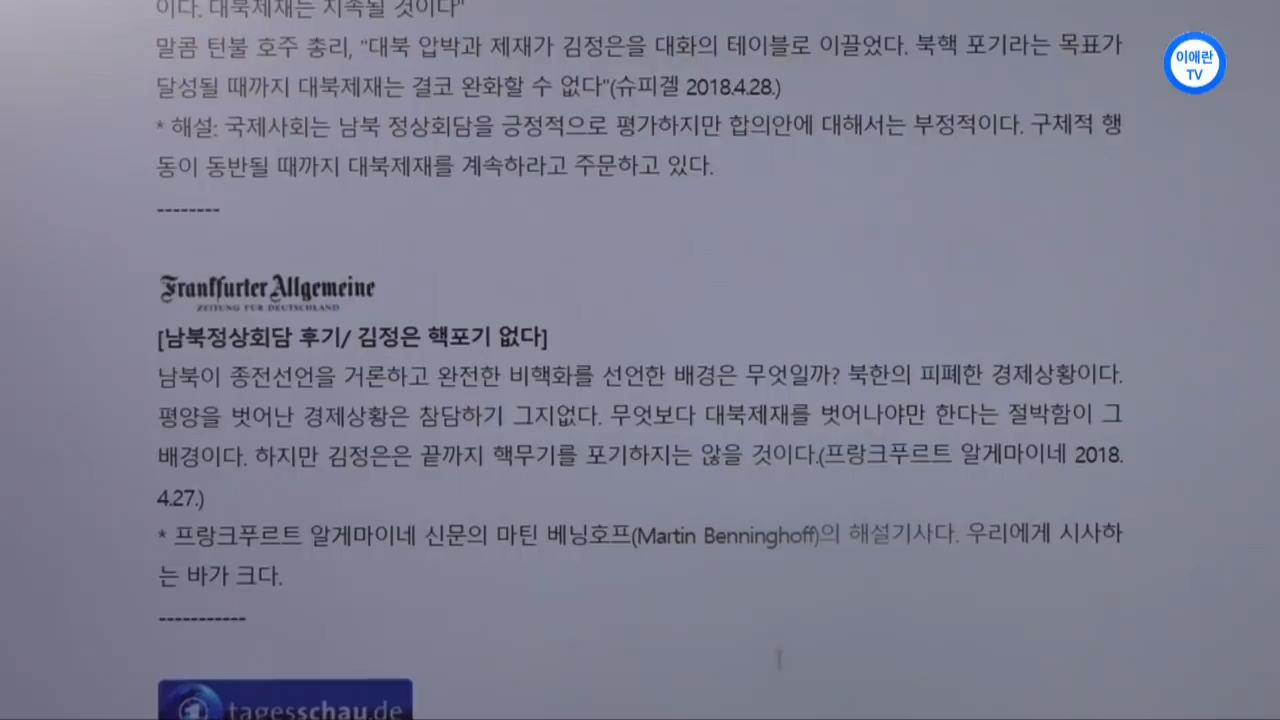 이다. 대북제재는 지속될 것이다"
말콤 턴불 호주 총리, "대북 압박과 제재가 김정은을 대화의 테이블로 이끌었다. 북핵 포기라는 목표가
달성될 때까지 대북제재는 결코 완화할 수 없다"(슈피겔 2018.4.28.)
* 해설: 국제사회는 남북 정상회담을 긍정적으로 평가하지만 합의안에 대해서는 부정적이다. 구체적 행
동이 동반될 때까지 대북제재를 계속하라고 주문하고 있다.
--------
Frankfurter Allgemeine
ZEITUNG FÜR DEUTSCHLAND
[남북정상회담 후기/ 김정은 핵포기 없다]
남북이 종전선언을 거론하고 완전한 비핵화를 선언한 배경은 무엇일까? 북한의 피폐한 경제상황이다.
평양을 벗어난 경제상황은 참담하기 그지없다. 무엇보다 대북제재를 벗어나야만 한다는 절박함이 그
배경이다. 하지만 김정은은 끝까지 핵무기를 포기하지는 않을 것이다.(프랑크푸르트 알게마이네 2018.
4.27.)
* 프랑크푸르트 알게마이네 신문의 마틴 베닝호프(Martin Benninghoff)의 해설기사다. 우리에게 시사하
는 바가 크다.
-----------
tagesschau.de
이애란
TV